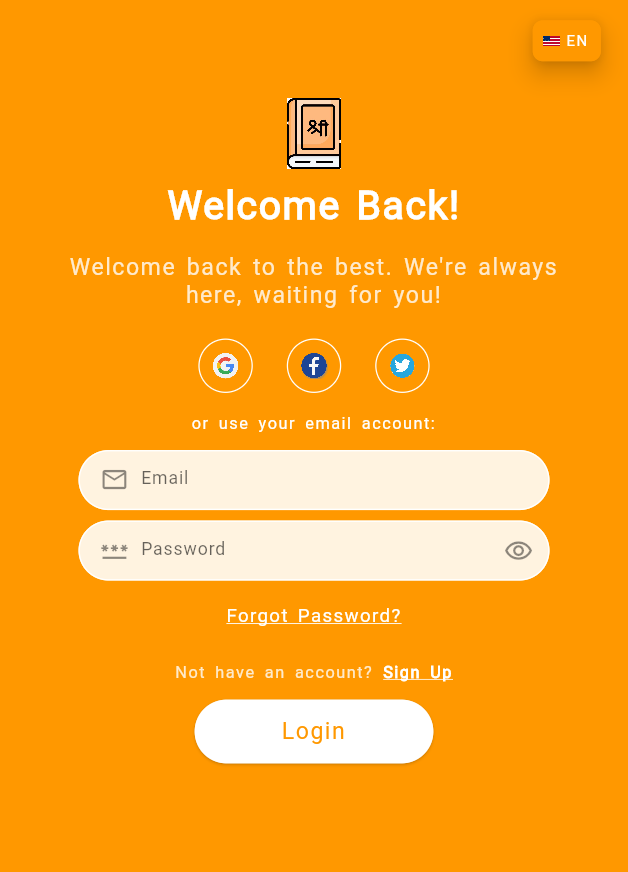 EN
श्री
Welcome Back!
Welcome back to the best. We're always
here, waiting for you!
or use your email account:
Email
Password
Forgot Password?
Not have an account? Sign Up
Login